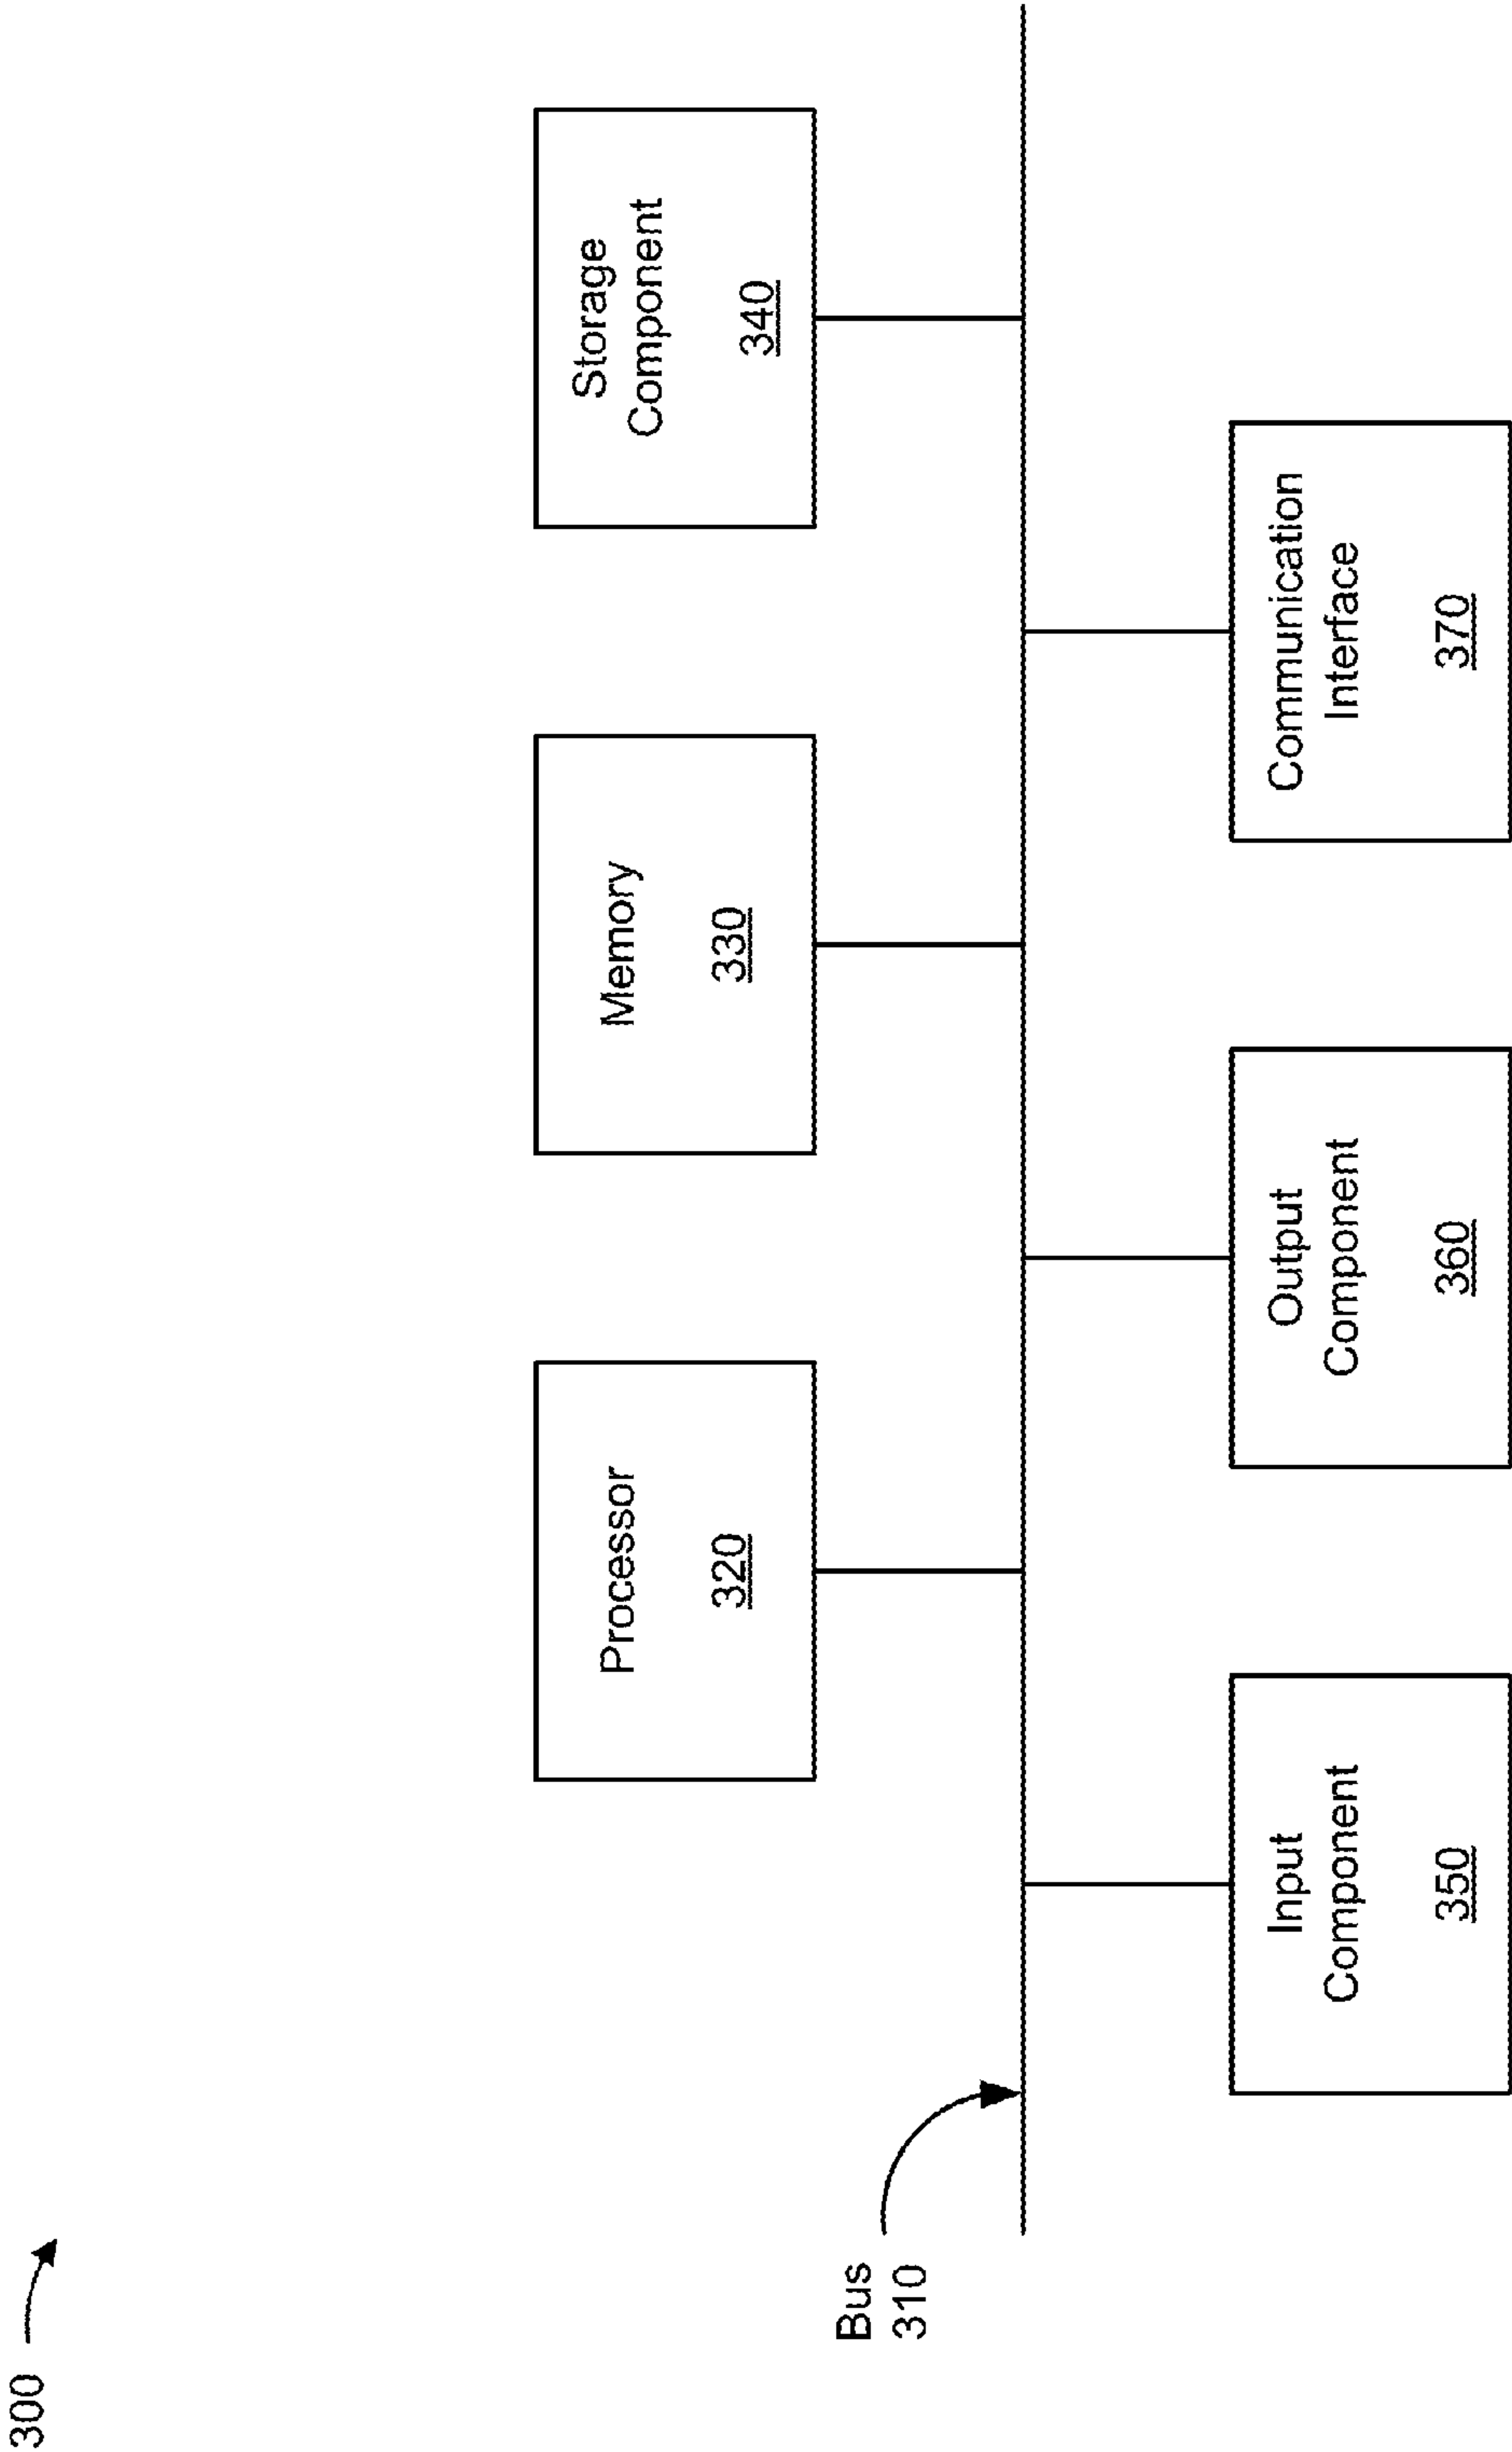 300
Processor
320
Memory
330
Storage
Component
340
Bus
310
Input
Component
350
Output
Component
360
Communication
Interface
370